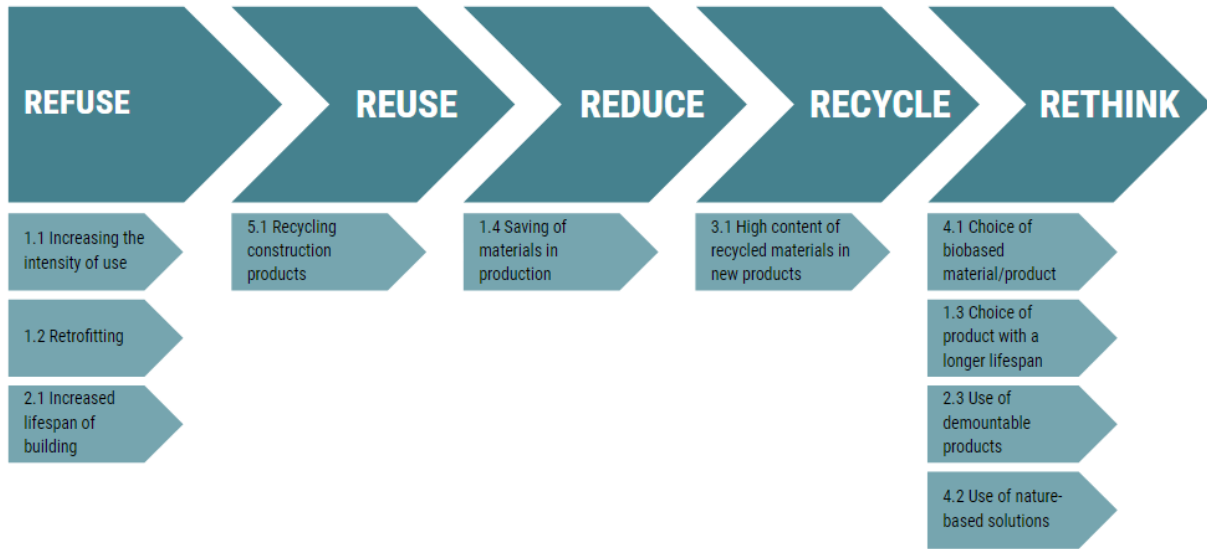 REFUSE
REUSE
REDUCE
RECYCLE
RETHINK
1.1 Increasing the
intensity of use
1.2 Retrofitting
2.1 Increased
lifespan of
building
5.1 Recycling
construction
products
1.4 Saving of
materials in
production
3.1 High content of
recycled materials in
new products
4.1 Choice of
biobased
material/product
1.3 Choice of
product with a
longer lifespan
2.3 Use of
demountable
products
4.2 Use of nature-
based solutions